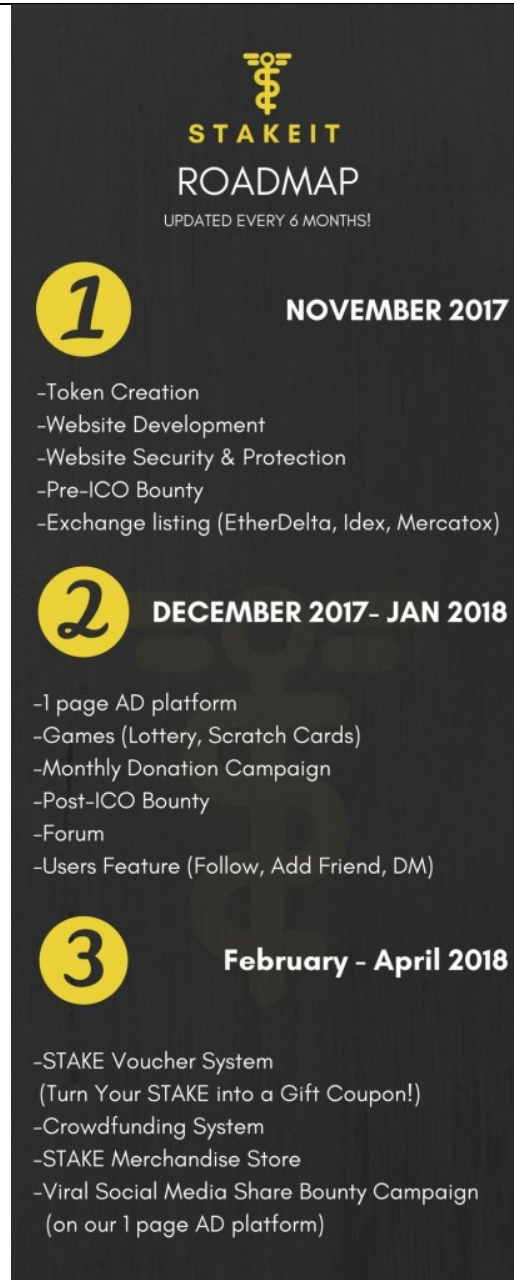 STAKEIT
ROADMAP
UPDATED EVERY 6 MONTHS!
1
NOVEMBER 2017
-Token Creation
-Website Development
-Website Security & Protection
-Pre-ICO Bounty
-Exchange listing (EtherDelta, Idex, Mercatox)
2
DECEMBER 2017- JAN 2018
-1 page AD platform
-Games (Lottery, Scratch Cards)
-Monthly Donation Campaign
-Post-ICO Bounty
-Forum
-Users Feature (Follow, Add Friend, DM)
3
February - April 2018
-STAKE Voucher System
(Turn Your STAKE into a Gift Coupon!)
-Crowdfunding System
-STAKE Merchandise Store
-Viral Social Media Share Bounty Campaign
(on our 1 page AD platform)